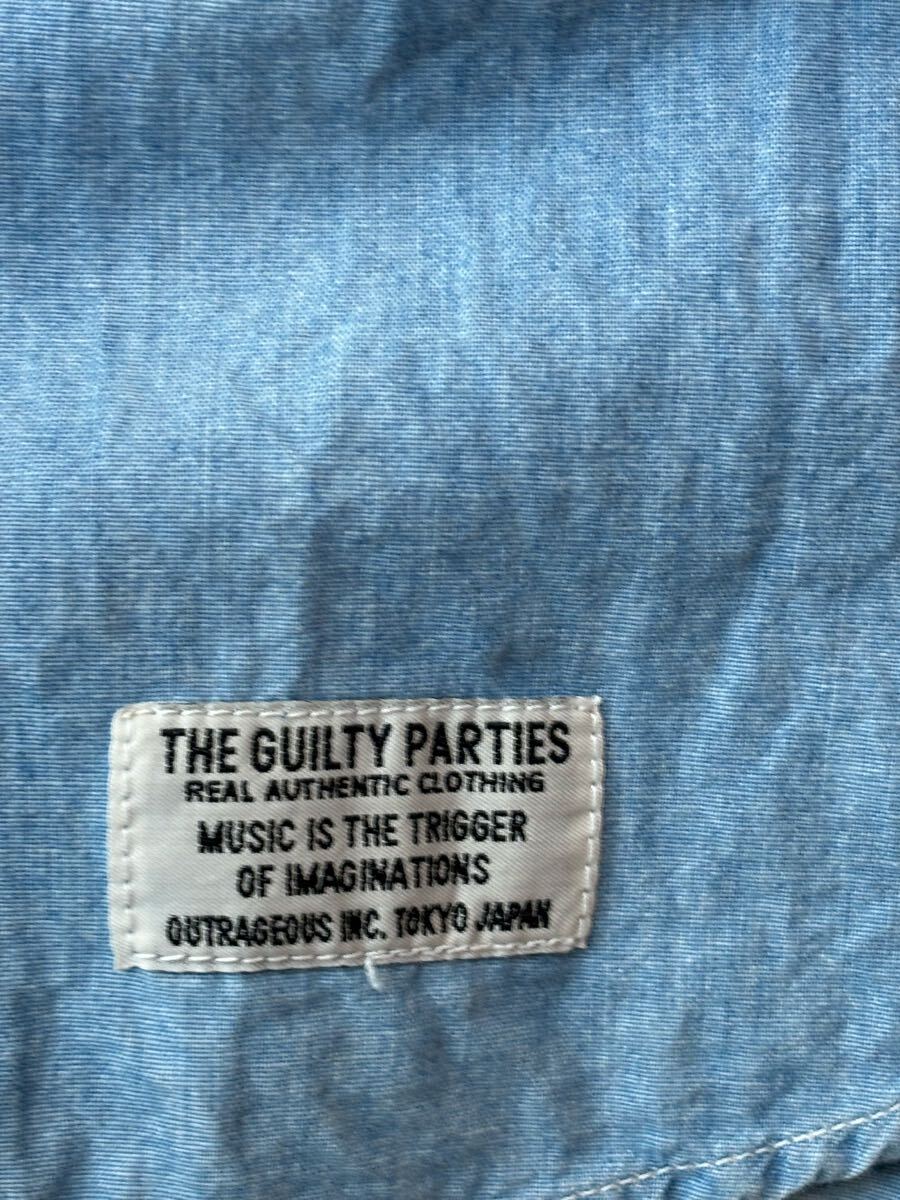 THE GUILTY PARTIES
REAL AUTHENTIC CLOTHING
MUSIC IS THE TRIGGER
OF IMAGINATIONS
OUTRAGEOUS INC. TOKYO JAPAN